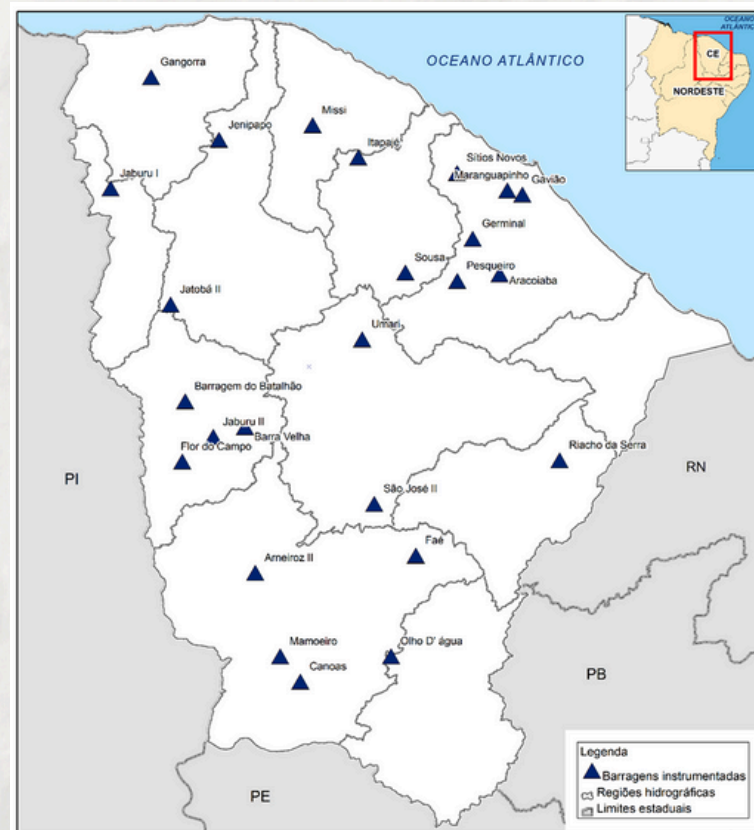 OCEANO
ATLÂNTICO
CE
NORDESTE
OCEANO ATLÂNTICO
Gangorra
Jenipapo
Missi
Itapajé
Jaburu I
Sítios Novos
Maranguapinho
Gavião
Germinal
Sousa
Pesqueiro
Aracoiaba
Jatobá II
Umari
Barragem do Batalhão
Jaburu II
Barra Velha
Flor do Campo
Riacho da Serra
PI
RN
São José II
Faé
Arneiroz II
Mamoeiro
Olho D' água
Canoas
PB
PE
Legenda
Barragens instrumentadas
Regiões hidrográficas
Limites estaduais